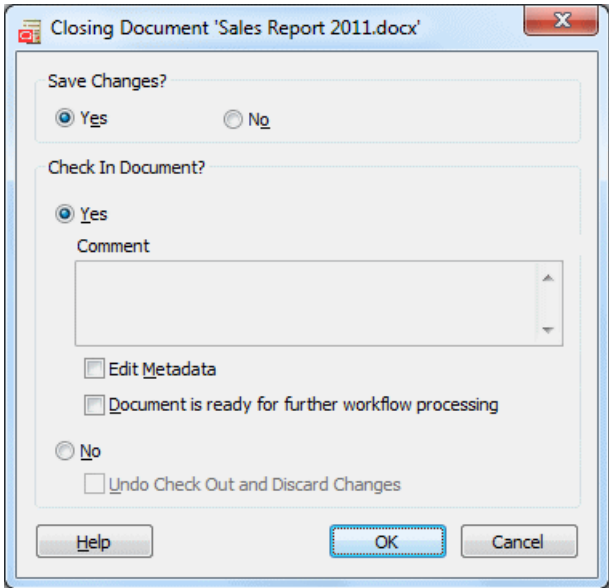 Closing Document 'Sales Report 2011.docx'
Save Changes?
Yes No
Check In Document?
Yes
Comment
Edit Metadata
Document is ready for further workflow processing
No
Undo Check Out and Discard Changes
Help OK Cancel